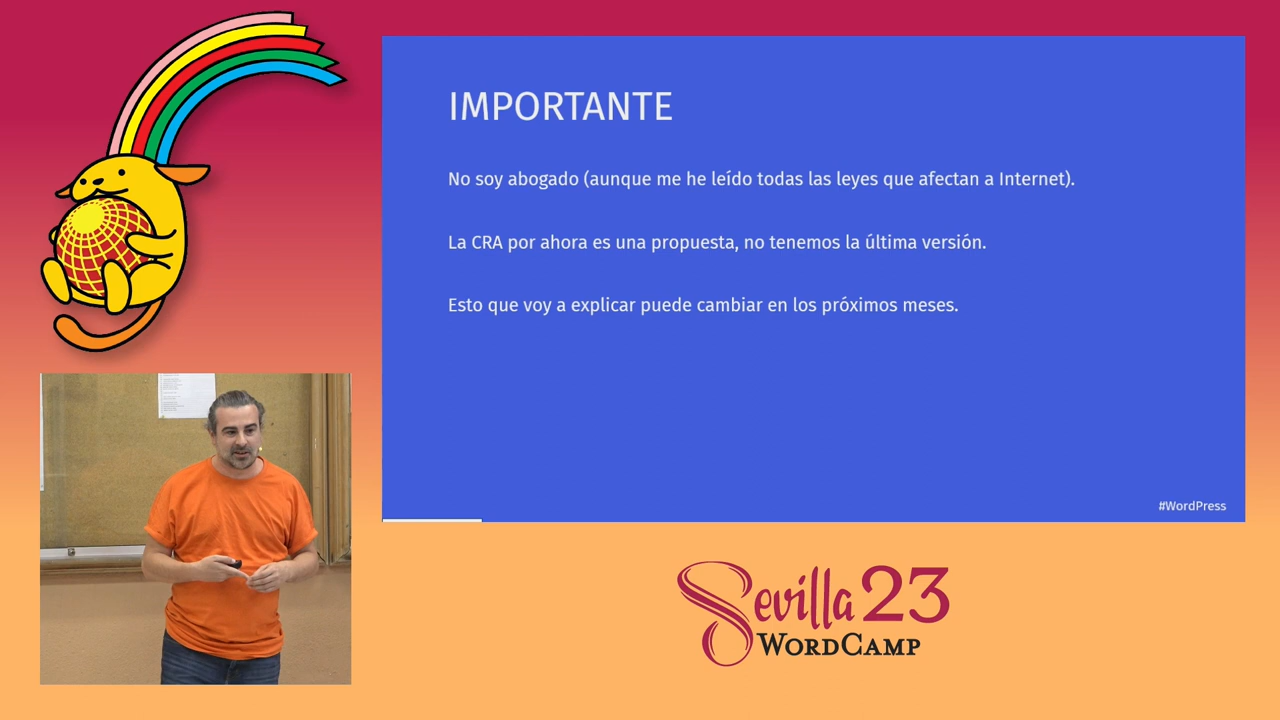 IMPORTANTE
No soy abogado (aunque me he leído todas las leyes que afectan a Internet).
La CRA por ahora es una propuesta, no tenemos la última versión.
Esto que voy a explicar puede cambiar en los próximos meses.
#WordPress
Sevilla 23
WORDCAMP